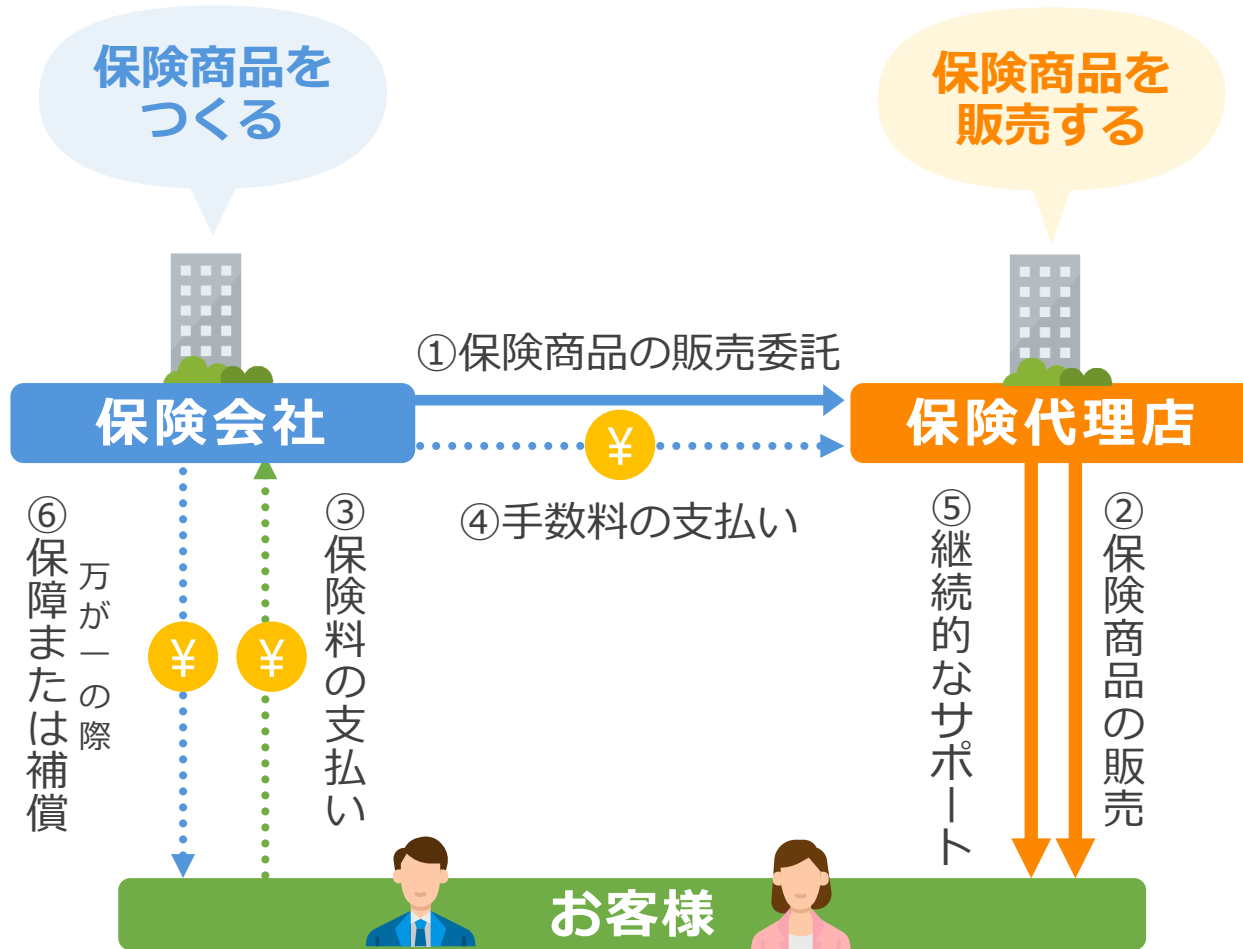 保険商品を
つくる
保険商品を
販売する
①保険商品の販売委託
保険会社
¥
保険代理店
④手数料の支払い
⑥保障または補償
万が一の際
¥
¥
③保険料の支払い
⑤継続的なサポート
②保険商品の販売
お客様